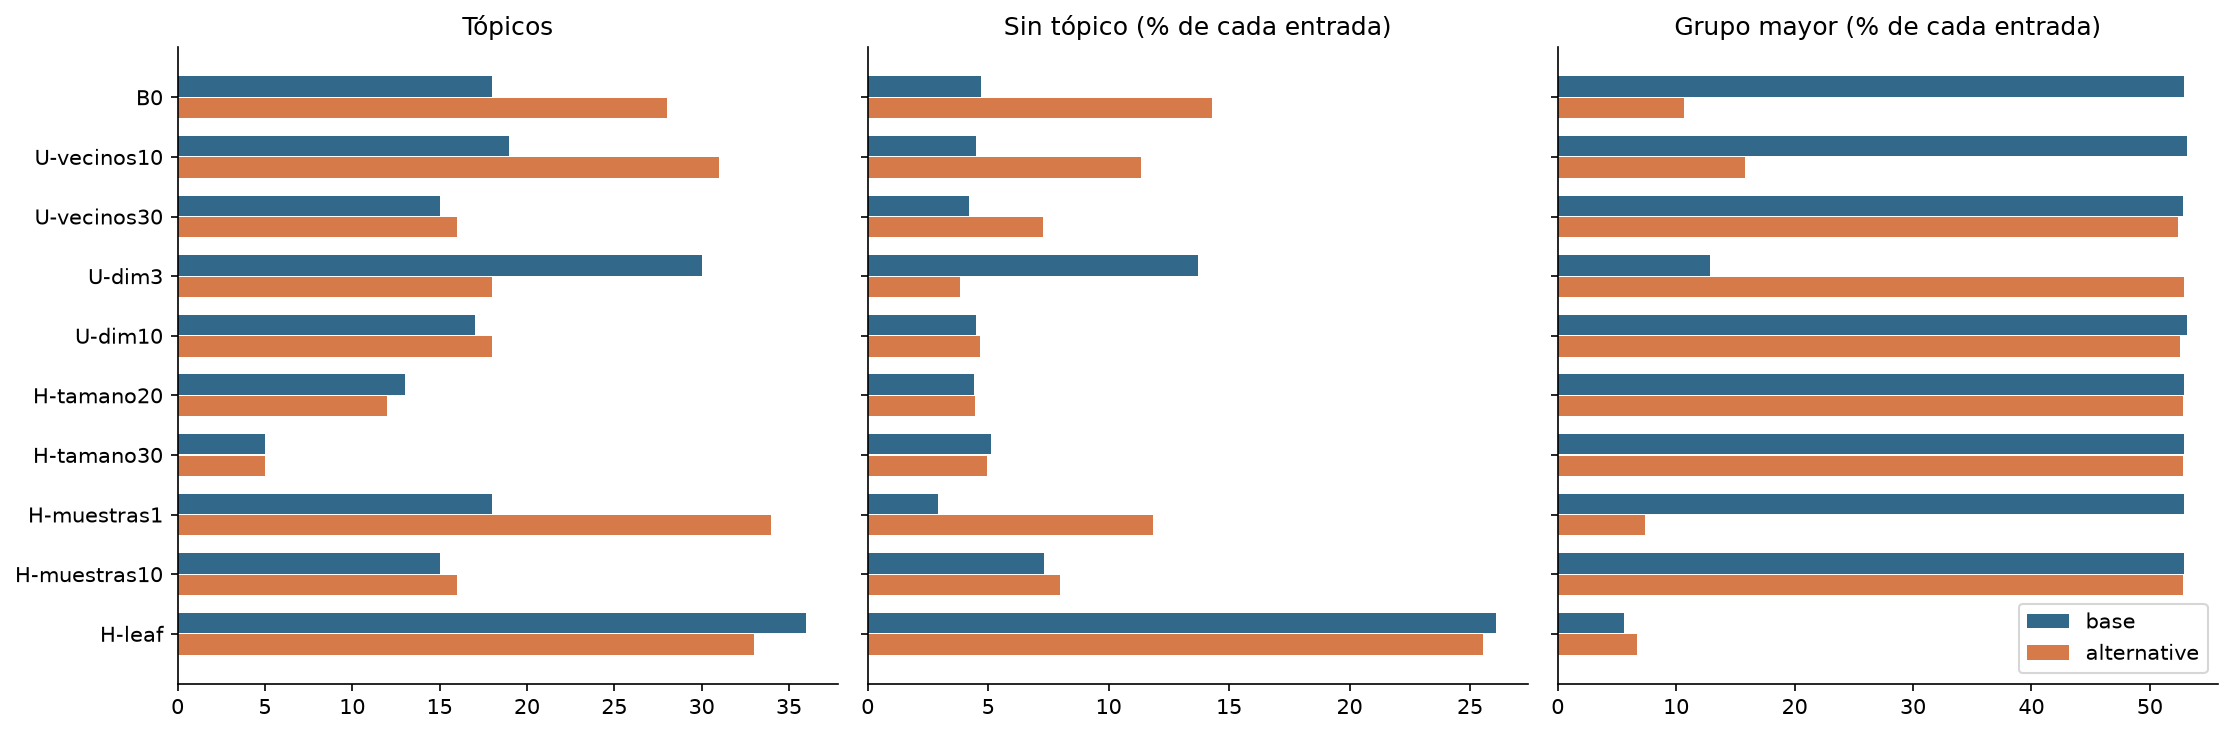 Tópicos
Sin tópico (% de cada entrada)
Grupo mayor (% de cada entrada)
B0
U-vecinos10
U-vecinos30
U-dim3
U-dim10
H-tamano20
H-tamano30
H-muestras1
H-muestras10
H-leaf
0 5 10 15 20 25 30 35
0 5 10 15 20 25
0 10 20 30 40 50
base
alternative